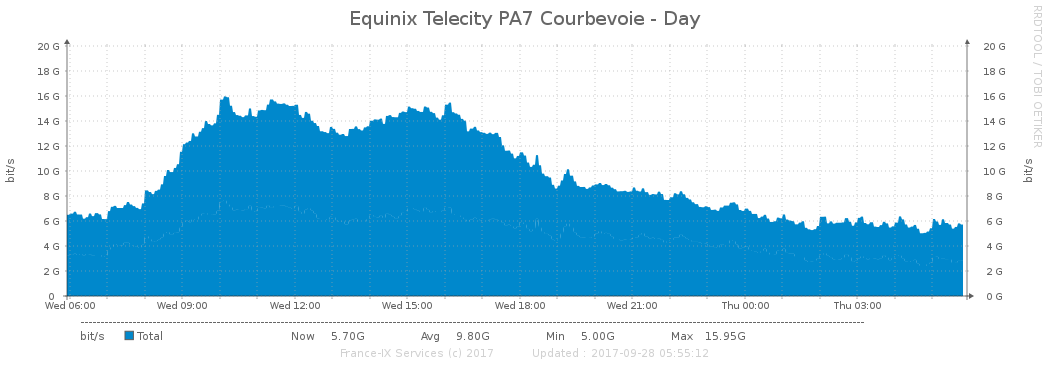 Equinix Telecity PA7 Courbevoie - Day
RRDTOOL / TOBI OETIKER
bit/s
bit/s
20 G 20 G
18 G 18 G
16 G 16 G
14 G 14 G
12 G 12 G
10 G 10 G
8 G 8 G
6 G 6 G
4 G 4 G
2 G 2 G
0 0 G
Wed 06:00 Wed 09:00 Wed 12:00 Wed 15:00 Wed 18:00 Wed 21:00 Thu 00:00 Thu 03:00
bit/s Total Now 5.70G Avg 9.80G Min 5.00G Max 15.95G
France-IX Services (c) 2017 Updated : 2017-09-28 05:55:12